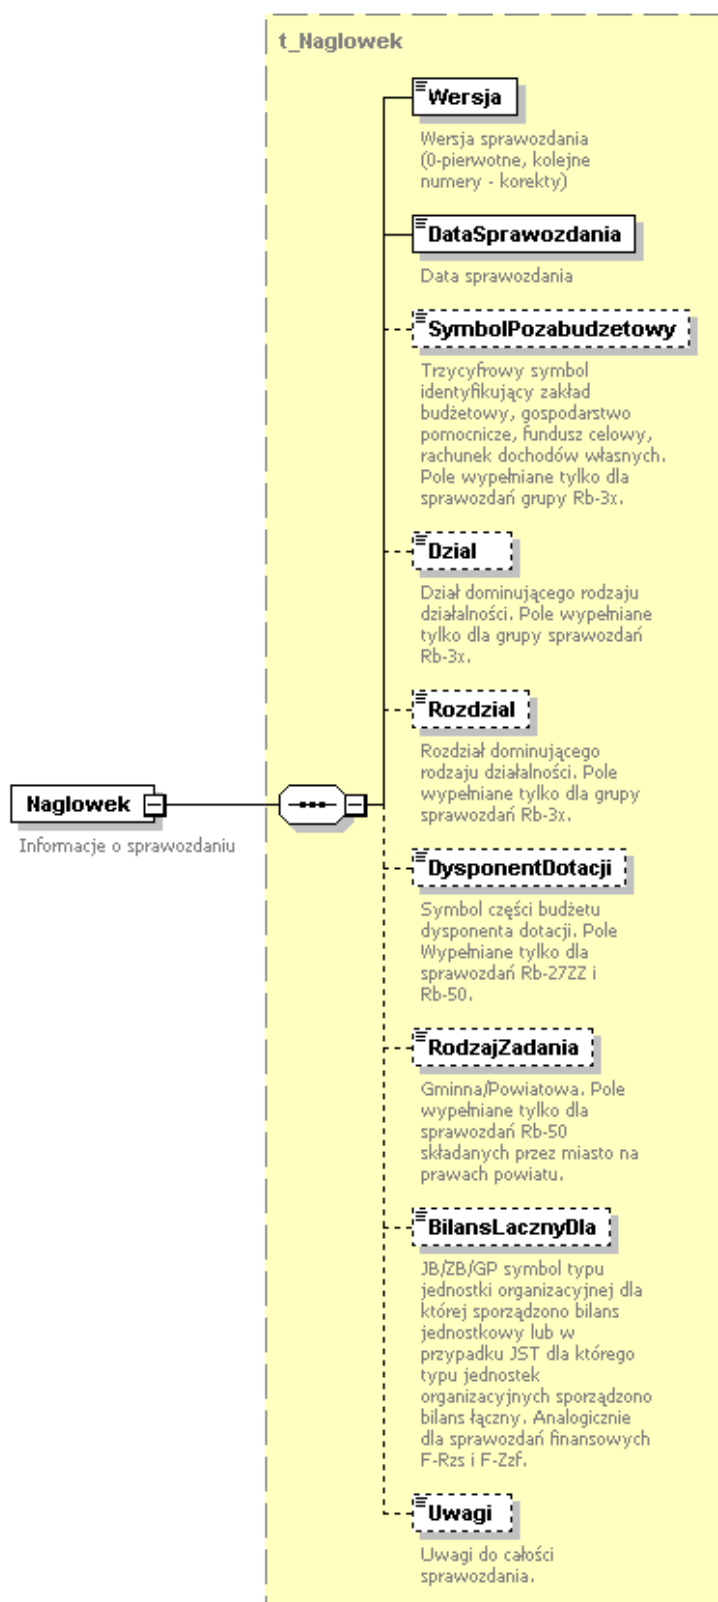 t_Naglowek
Wersja
Wersja sprawozdania
(0-pierwotne, kolejne
numery - korekty)
DataSprawozdania
Data sprawozdania
SymbolPozabudzetowy
Trzycyfrowy symbol
identyfikujący zakład
budżetowy, gospodarstwo
pomocnicze, fundusz celowy,
rachunek dochodów własnych.
Pole wypełniane tylko dla
sprawozdań grupy Rb-3x.
Dzial
Dział dominującego rodzaju
działalności. Pole wypełniane
tylko dla grupy sprawozdań
Rb-3x.
Rozdzial
Rozdział dominującego
rodzaju działalności. Pole
wypełniane tylko dla grupy
sprawozdań Rb-3x.
Naglowek
Informacje o sprawozdaniu
DysponentDotacji
Symbol części budżetu
dysponenta dotacji. Pole
Wypełniane tylko dla
sprawozdań Rb-27ZZ i
Rb-50.
RodzajZadania
Gminna/Powiatowa. Pole
wypełniane tylko dla
sprawozdań Rb-50
składanych przez miasto na
prawach powiatu.
BilansLacznyDla
JB/ZB/GP symbol typu
jednostki organizacyjnej dla
której sporządzono bilans
jednostkowy lub w
przypadku JST dla którego
typu jednostek
organizacyjnych sporządzono
bilans łączny. Analogicznie
dla sprawozdań finansowych
F-Rzs i F-Zzf.
Uwagi
Uwagi do całości
sprawozdania.